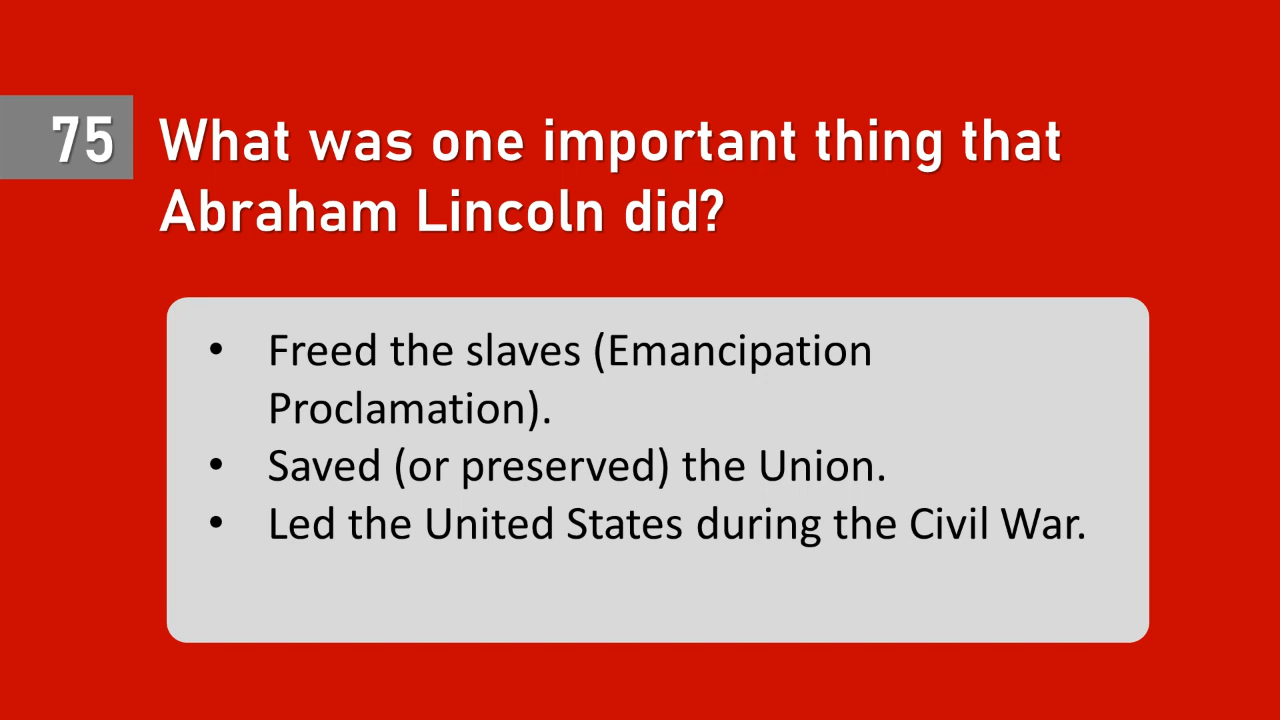 75 What was one important thing that
Abraham Lincoln did?
• Freed the slaves (Emancipation
Proclamation).
• Saved (or preserved) the Union.
• Led the United States during the Civil War.